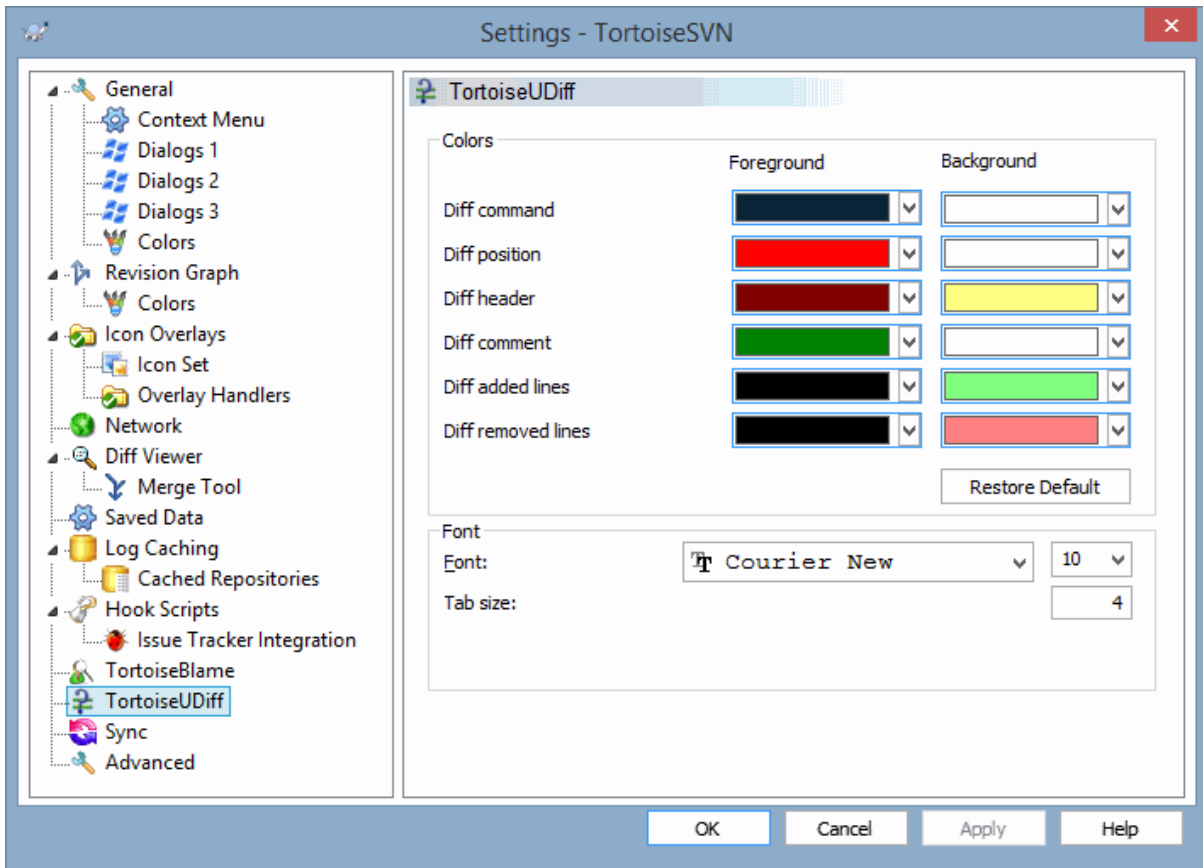 Settings - TortoiseSVN
General
Context Menu
Dialogs 1
Dialogs 2
Dialogs 3
Colors
Revision Graph
Colors
Icon Overlays
Icon Set
Overlay Handlers
Network
Diff Viewer
Merge Tool
Saved Data
Log Caching
Cached Repositories
Hook Scripts
Issue Tracker Integration
TortoiseBlame
TortoiseUDiff
Sync
Advanced
TortoiseUDiff
Colors
Foreground Background
Diff command
Diff position
Diff header
Diff comment
Diff added lines
Diff removed lines
Restore Default
Font
Font: Courier New 10
Tab size: 4
OK Cancel Apply Help